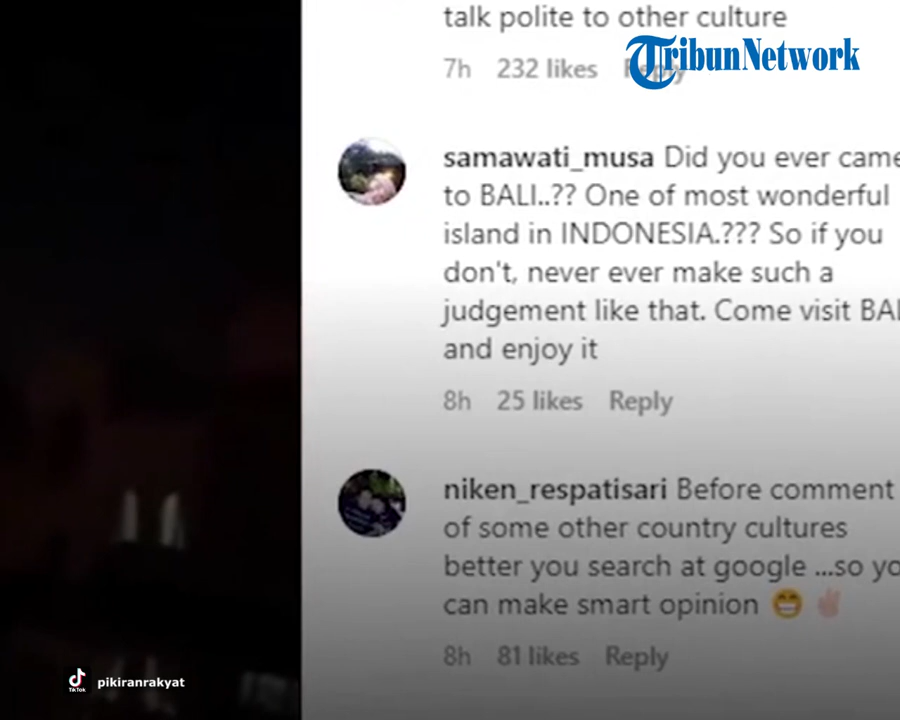 talk polite to other culture
7h 232 likes Reply
TribunNetwork
samawati_musa Did you ever came
to BALI..?? One of most wonderful
island in INDONESIA.??? So if you
don't, never ever make such a
judgement like that. Come visit BAL
and enjoy it
8h 25 likes Reply
niken_respatisari Before comment
of some other country cultures
better you search at google ...so yo
can make smart opinion 😁✌🏻
8h 81 likes Reply
TikTok
pikiranrakyat